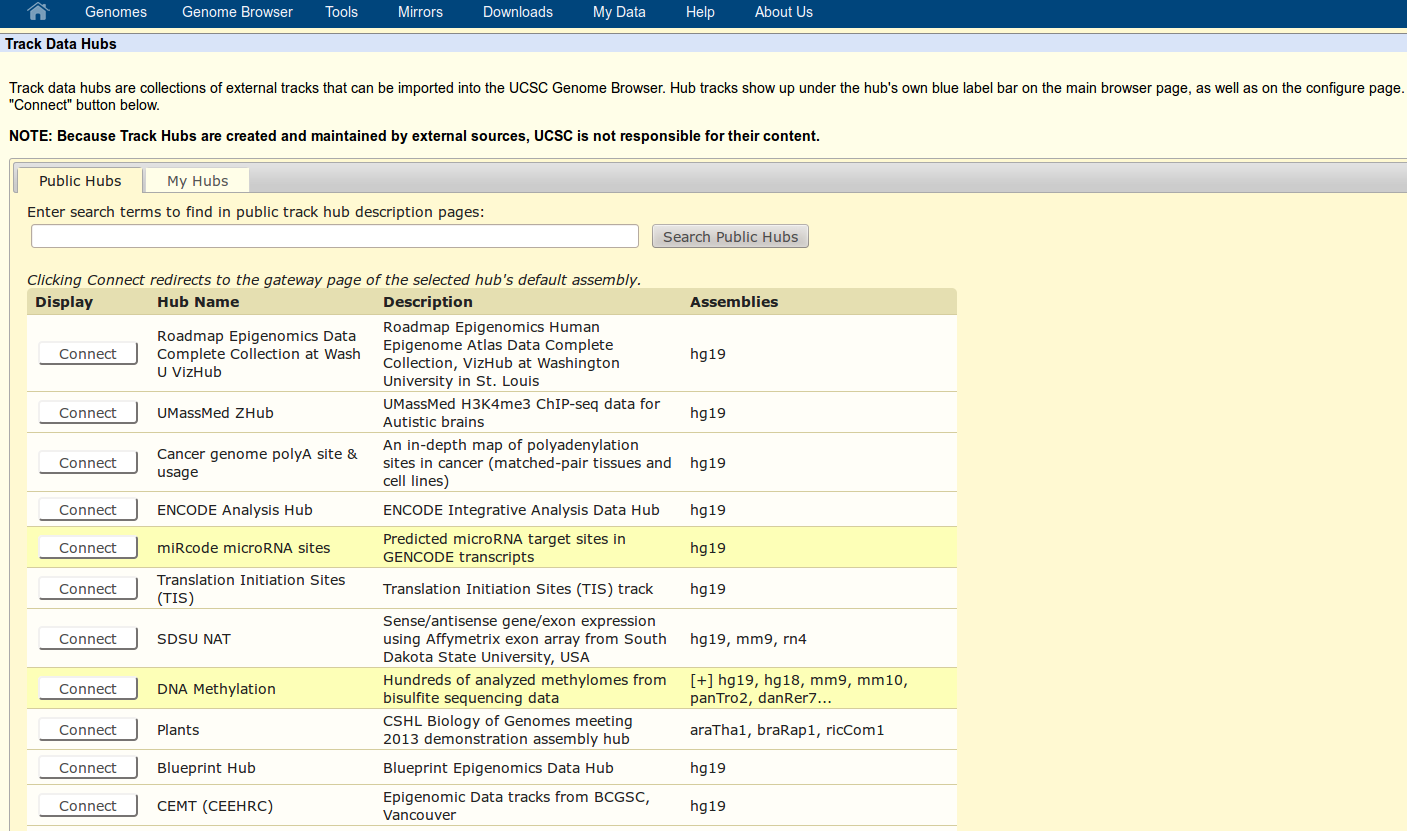 Genomes Genome Browser Tools Mirrors Downloads My Data Help About Us
Track Data Hubs
Track data hubs are collections of external tracks that can be imported into the UCSC Genome Browser. Hub tracks show up under the hub's own blue label bar on the main browser page, as well as on the configure page.
"Connect" button below.
NOTE: Because Track Hubs are created and maintained by external sources, UCSC is not responsible for their content.
Public Hubs My Hubs
Enter search terms to find in public track hub description pages:
Search Public Hubs
Clicking Connect redirects to the gateway page of the selected hub's default assembly.
Display Hub Name Description Assemblies
Connect
Roadmap Epigenomics Data
Complete Collection at Wash
U VizHub
Roadmap Epigenomics Human
Epigenome Atlas Data Complete
Collection, VizHub at Washington
University in St. Louis
hg19
Connect
UMassMed ZHub
UMassMed H3K4me3 ChIP-seq data for
Autistic brains
hg19
Connect
Cancer genome polyA site &
usage
An in-depth map of polyadenylation
sites in cancer (matched-pair tissues and
cell lines)
hg19
Connect
ENCODE Analysis Hub
ENCODE Integrative Analysis Data Hub
hg19
Connect
miRcode microRNA sites
Predicted microRNA target sites in
GENCODE transcripts
hg19
Connect
Translation Initiation Sites
(TIS)
Translation Initiation Sites (TIS) track
hg19
Connect
SDSU NAT
Sense/antisense gene/exon expression
using Affymetrix exon array from South
Dakota State University, USA
hg19, mm9, rn4
Connect
DNA Methylation
Hundreds of analyzed methylomes from
bisulfite sequencing data
[+] hg19, hg18, mm9, mm10,
panTro2, danRer7...
Connect
Plants
CSHL Biology of Genomes meeting
2013 demonstration assembly hub
araTha1, braRap1, ricCom1
Connect
Blueprint Hub
Blueprint Epigenomics Data Hub
hg19
Connect
CEMT (CEEHRC)
Epigenomic Data tracks from BCGSC,
Vancouver
hg19